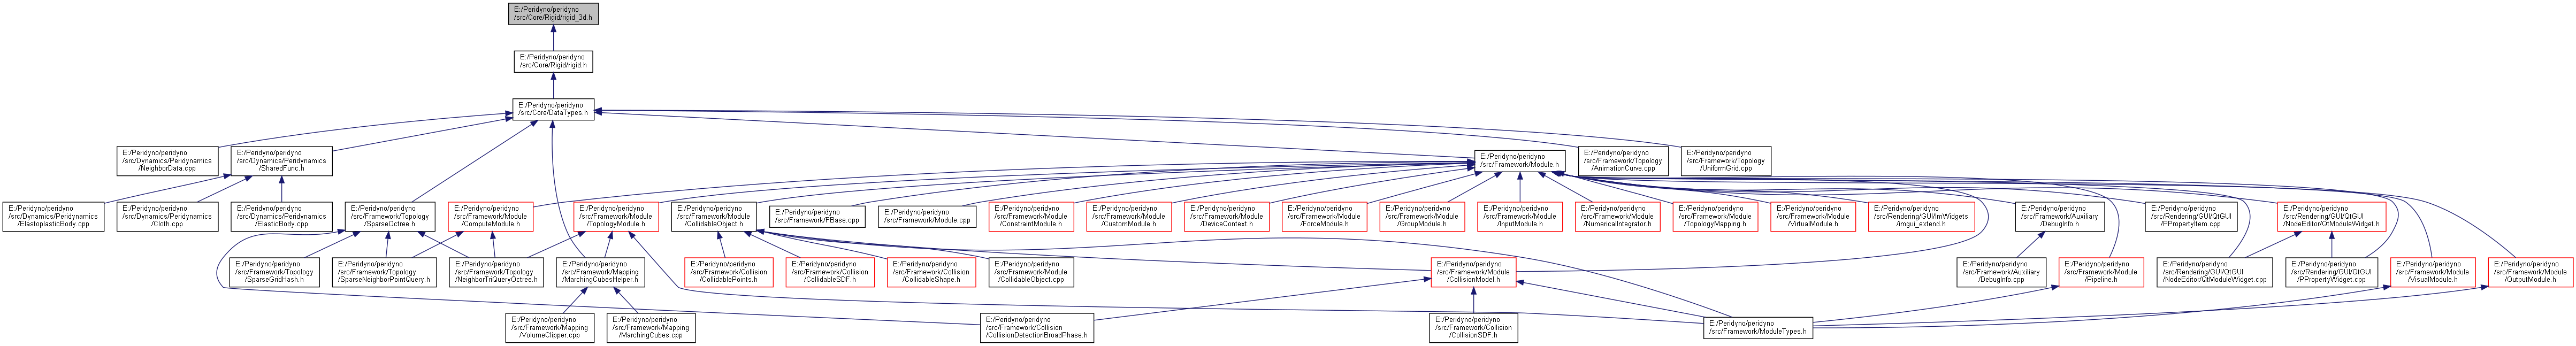 E:/Peridyno/peridyno
/src/Core/Rigid/rigid_3d.h
E:/Peridyno/peridyno
/src/Core/Rigid/rigid.h
E:/Peridyno/peridyno
/src/Core/DataTypes.h
E:/Peridyno/peridyno
/src/Dynamics/Peridynamics
/NeighborData.cpp
E:/Peridyno/peridyno
/src/Dynamics/Peridynamics
/SharedFunc.h
E:/Peridyno/peridyno
/src/Framework/Module.h
E:/Peridyno/peridyno
/src/Framework/Topology
/AnimationCurve.cpp
E:/Peridyno/peridyno
/src/Framework/Topology
/UniformGrid.cpp
E:/Peridyno/peridyno
/src/Dynamics/Peridynamics
/ElastoplasticBody.cpp
E:/Peridyno/peridyno
/src/Dynamics/Peridynamics
/Cloth.cpp
E:/Peridyno/peridyno
/src/Dynamics/Peridynamics
/ElasticBody.cpp
E:/Peridyno/peridyno
/src/Framework/Topology
/SparseOctree.h
E:/Peridyno/peridyno
/src/Framework/Module
/ComputeModule.h
E:/Peridyno/peridyno
/src/Framework/Module
/TopologyModule.h
E:/Peridyno/peridyno
/src/Framework/Module
/CollidableObject.h
E:/Peridyno/peridyno
/src/Framework/FBase.cpp
E:/Peridyno/peridyno
/src/Framework/Module.cpp
E:/Peridyno/peridyno
/src/Framework/Module
/ConstraintModule.h
E:/Peridyno/peridyno
/src/Framework/Module
/CustomModule.h
E:/Peridyno/peridyno
/src/Framework/Module
/DeviceContext.h
E:/Peridyno/peridyno
/src/Framework/Module
/ForceModule.h
E:/Peridyno/peridyno
/src/Framework/Module
/GroupModule.h
E:/Peridyno/peridyno
/src/Framework/Module
/InputModule.h
E:/Peridyno/peridyno
/src/Framework/Module
/NumericalIntegrator.h
E:/Peridyno/peridyno
/src/Framework/Module
/TopologyMapping.h
E:/Peridyno/peridyno
/src/Framework/Module
/VirtualModule.h
E:/Peridyno/peridyno
/src/Rendering/GUI/ImWidgets
/imgui_extend.h
E:/Peridyno/peridyno
/src/Framework/Auxiliary
/DebugInfo.h
E:/Peridyno/peridyno
/src/Rendering/GUI/QtGUI
/PPropertyItem.cpp
E:/Peridyno/peridyno
/src/Rendering/GUI/QtGUI
/NodeEditor/QtModuleWidget.h
E:/Peridyno/peridyno
/src/Framework/Topology
/SparseGridHash.h
E:/Peridyno/peridyno
/src/Framework/Topology
/SparseNeighborPointQuery.h
E:/Peridyno/peridyno
/src/Framework/Topology
/NeighborTriQueryOctree.h
E:/Peridyno/peridyno
/src/Framework/Mapping
/MarchingCubesHelper.h
E:/Peridyno/peridyno
/src/Framework/Collision
/CollidablePoints.h
E:/Peridyno/peridyno
/src/Framework/Collision
/CollidableSDF.h
E:/Peridyno/peridyno
/src/Framework/Collision
/CollidableShape.h
E:/Peridyno/peridyno
/src/Framework/Module
/CollidableObject.cpp
E:/Peridyno/peridyno
/src/Framework/Module
/CollisionModel.h
E:/Peridyno/peridyno
/src/Framework/Auxiliary
/DebugInfo.cpp
E:/Peridyno/peridyno
/src/Framework/Module
/Pipeline.h
E:/Peridyno/peridyno
/src/Rendering/GUI/QtGUI
/NodeEditor/QtModuleWidget.cpp
E:/Peridyno/peridyno
/src/Rendering/GUI/QtGUI
/PPropertyWidget.cpp
E:/Peridyno/peridyno
/src/Framework/Module
/VisualModule.h
E:/Peridyno/peridyno
/src/Framework/Module
/OutputModule.h
E:/Peridyno/peridyno
/src/Framework/Mapping
/VolumeClipper.cpp
E:/Peridyno/peridyno
/src/Framework/Mapping
/MarchingCubes.cpp
E:/Peridyno/peridyno
/src/Framework/Collision
/CollisionDetectionBroadPhase.h
E:/Peridyno/peridyno
/src/Framework/Collision
/CollisionSDF.h
E:/Peridyno/peridyno
/src/Framework/ModuleTypes.h